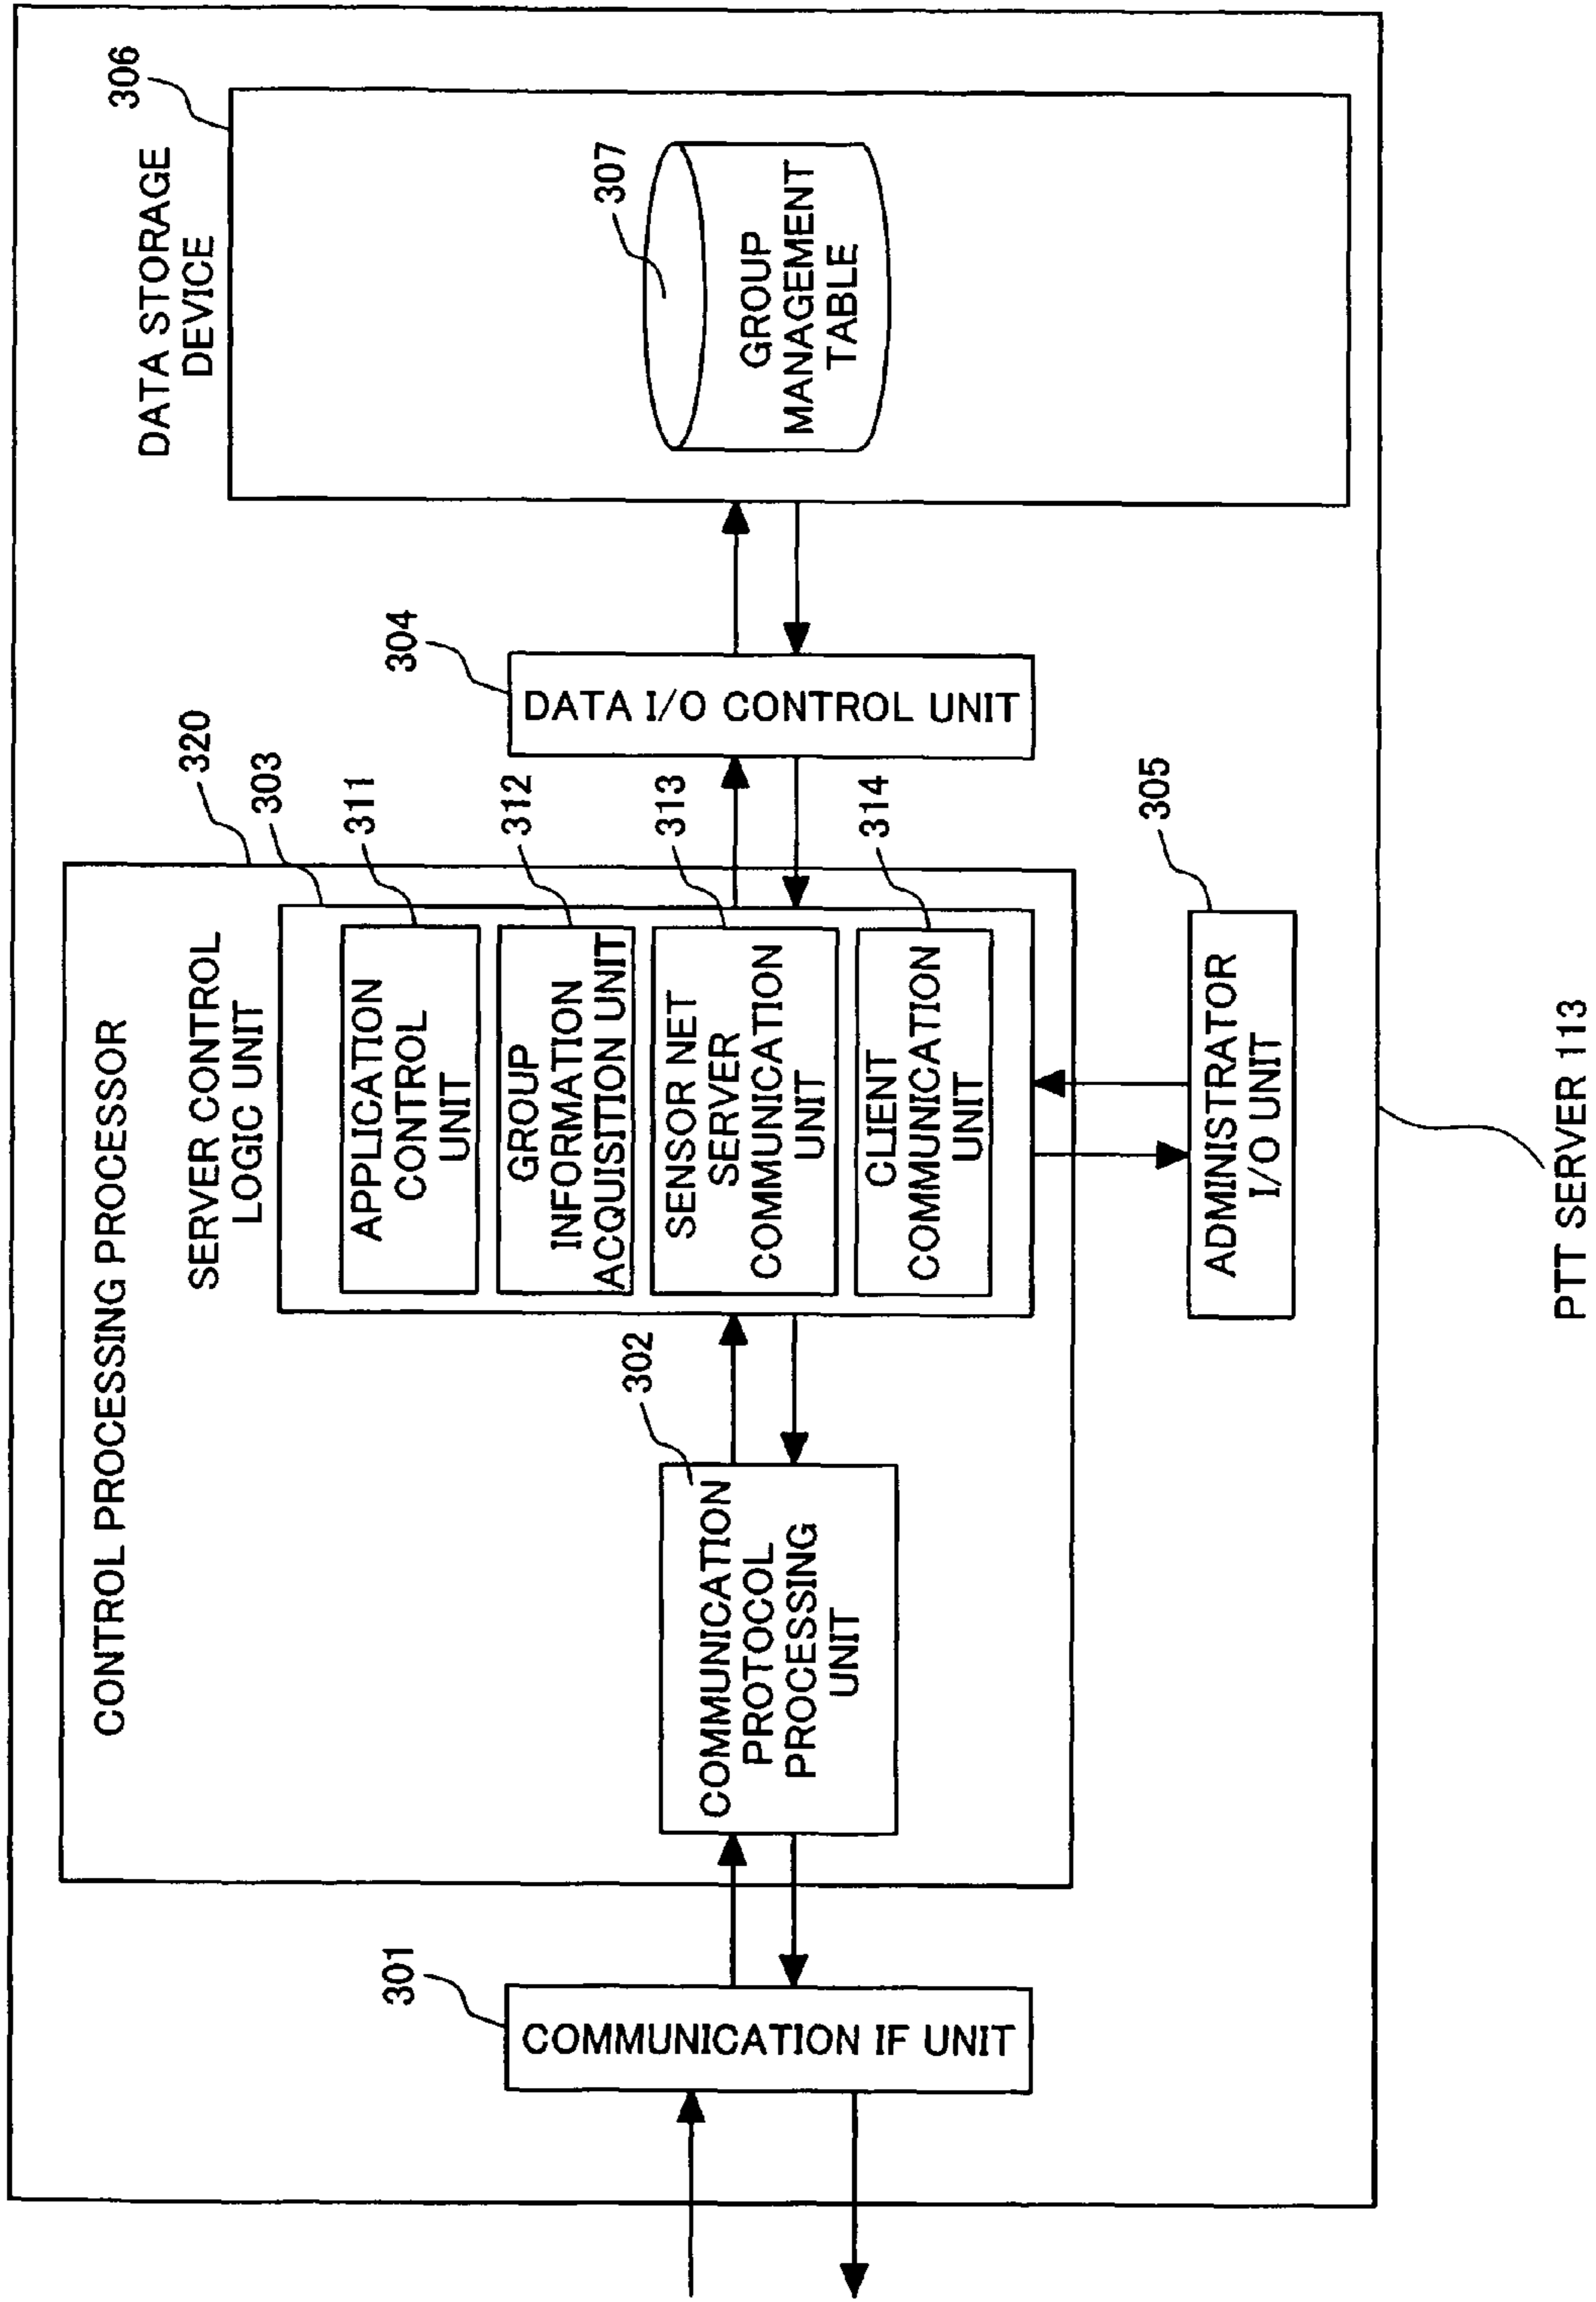 CONTROL PROCESSING PROCESSOR
320
SERVER CONTROL
LOGIC UNIT
303
APPLICATION
CONTROL
UNIT
311
GROUP
INFORMATION
ACQUISITION UNIT
312
SENSOR NET
SERVER
COMMUNICATION
UNIT
313
CLIENT
COMMUNICATION
UNIT
314
301
COMMUNICATION IF UNIT
302
COMMUNICATION
PROTOCOL
PROCESSING
UNIT
304
DATA I/O CONTROL UNIT
305
ADMINISTRATOR
I/O UNIT
DATA STORAGE
DEVICE
306
307
GROUP
MANAGEMENT
TABLE
PTT SERVER 113